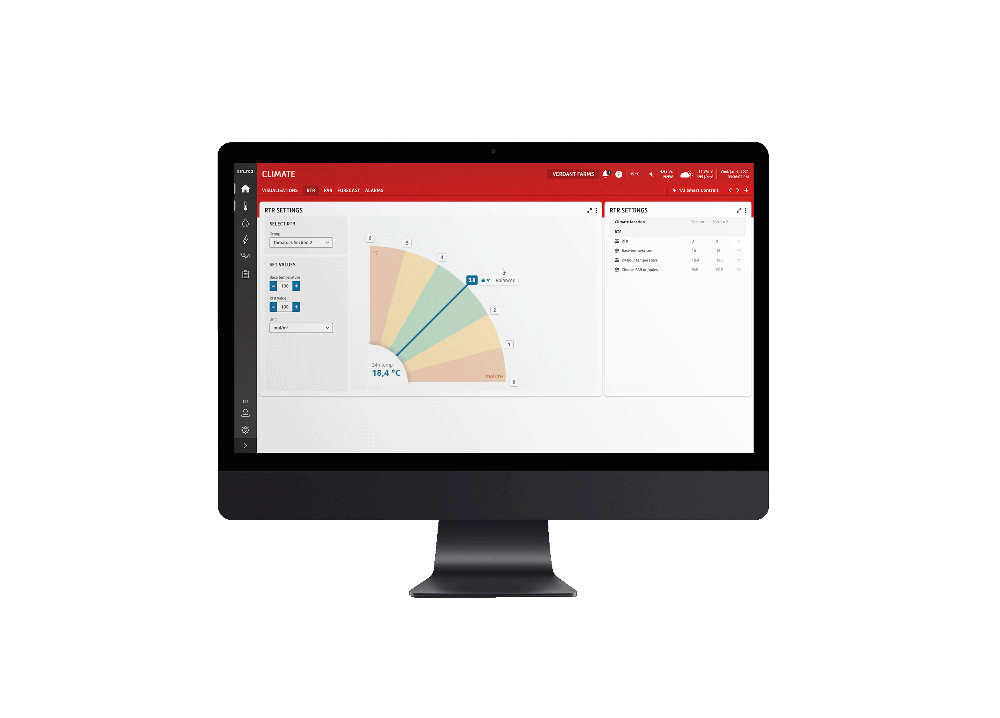 IIVO
CLIMATE
VERDANT FARMS
2
?
15 °C
4.6 m/s
NNW
11 W/m²
195 J/cm²
Wed, Jan 6, 2021
03:36:02 PM
VISUALISATIONS RTR PAR FORECAST ALARMS
1/3 Smart Controls
RTR SETTINGS
SELECT RTR
Group
Tomatoes Section 2
SET VALUES
Base temperature
− 100 +
RTR Value
− 100 +
Unit
mol/m²
6
5
4
3.0 Balanced
2
1
0
°C
mol/m²
24h temp
18,4 °C
RTR SETTINGS
Climate location Section 1 Section 2
RTR
RTR 3 4 °C
Base temperature 16 16 °C
24 hour temperature 18.4 19.3 °C
Choose PAR or Joules PAR PAR °C
123